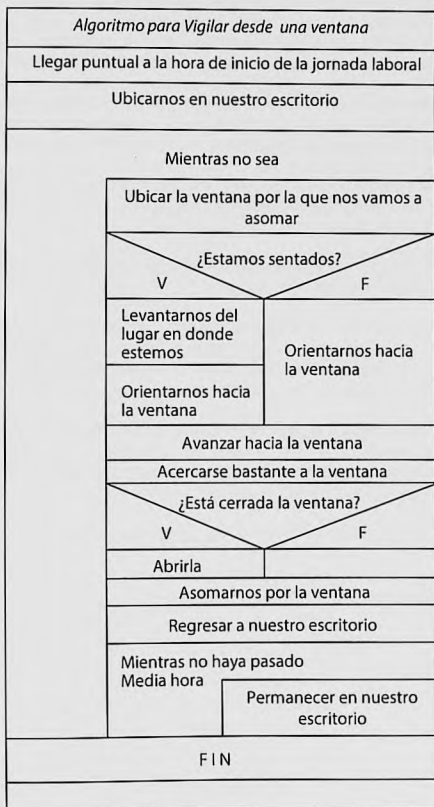 Algoritmo para Vigilar desde una ventana
Llegar puntual a la hora de inicio de la jornada laboral
Ubicarnos en nuestro escritorio
Mientras no sea
Ubicar la ventana por la que nos vamos a
asomar
¿Estamos sentados?
V
F
Levantarnos del
lugar en donde
estemos
Orientarnos hacia
la ventana
Orientarnos hacia
la ventana
Avanzar hacia la ventana
Acercarse bastante a la ventana
¿Está cerrada la ventana?
V
F
Abrirla
Asomarnos por la ventana
Regresar a nuestro escritorio
Mientras no haya pasado
Media hora
Permanecer en nuestro
escritorio
F I N